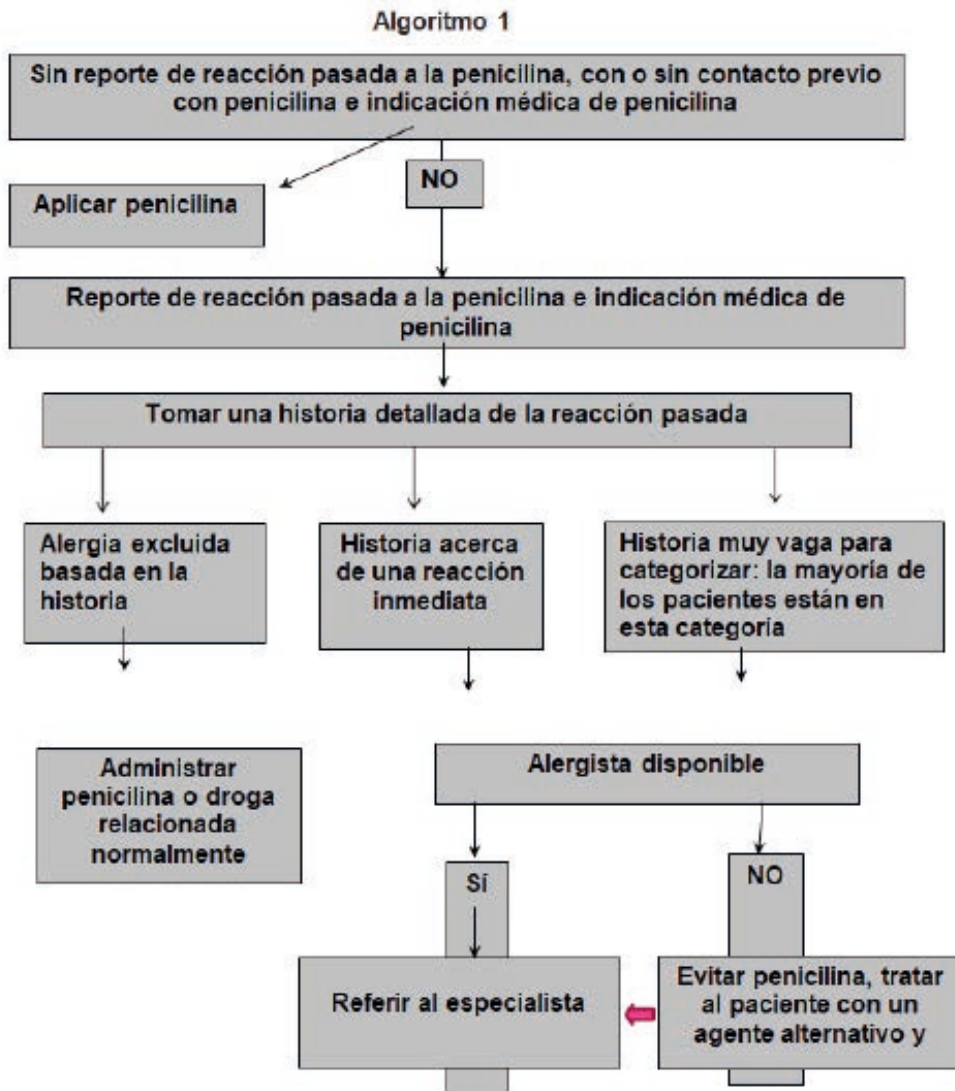 Algoritmo 1
Sin reporte de reacción pasada a la penicilina, con o sin contacto previo
con penicilina e indicación médica de penicilina
NO
Aplicar penicilina
Reporte de reacción pasada a la penicilina e indicación médica de
penicilina
Tomar una historia detallada de la reacción pasada
Alergia excluida
basada en la
historia
Historia acerca
de una reacción
inmediata
Historia muy vaga para
categorizar: la mayoría de
los pacientes están en
esta categoría
Administrar
penicilina o droga
relacionada
normalmente
Alergista disponible
Sí
NO
Referir al especialista
Evitar penicilina, tratar
al paciente con un
agente alternativo y